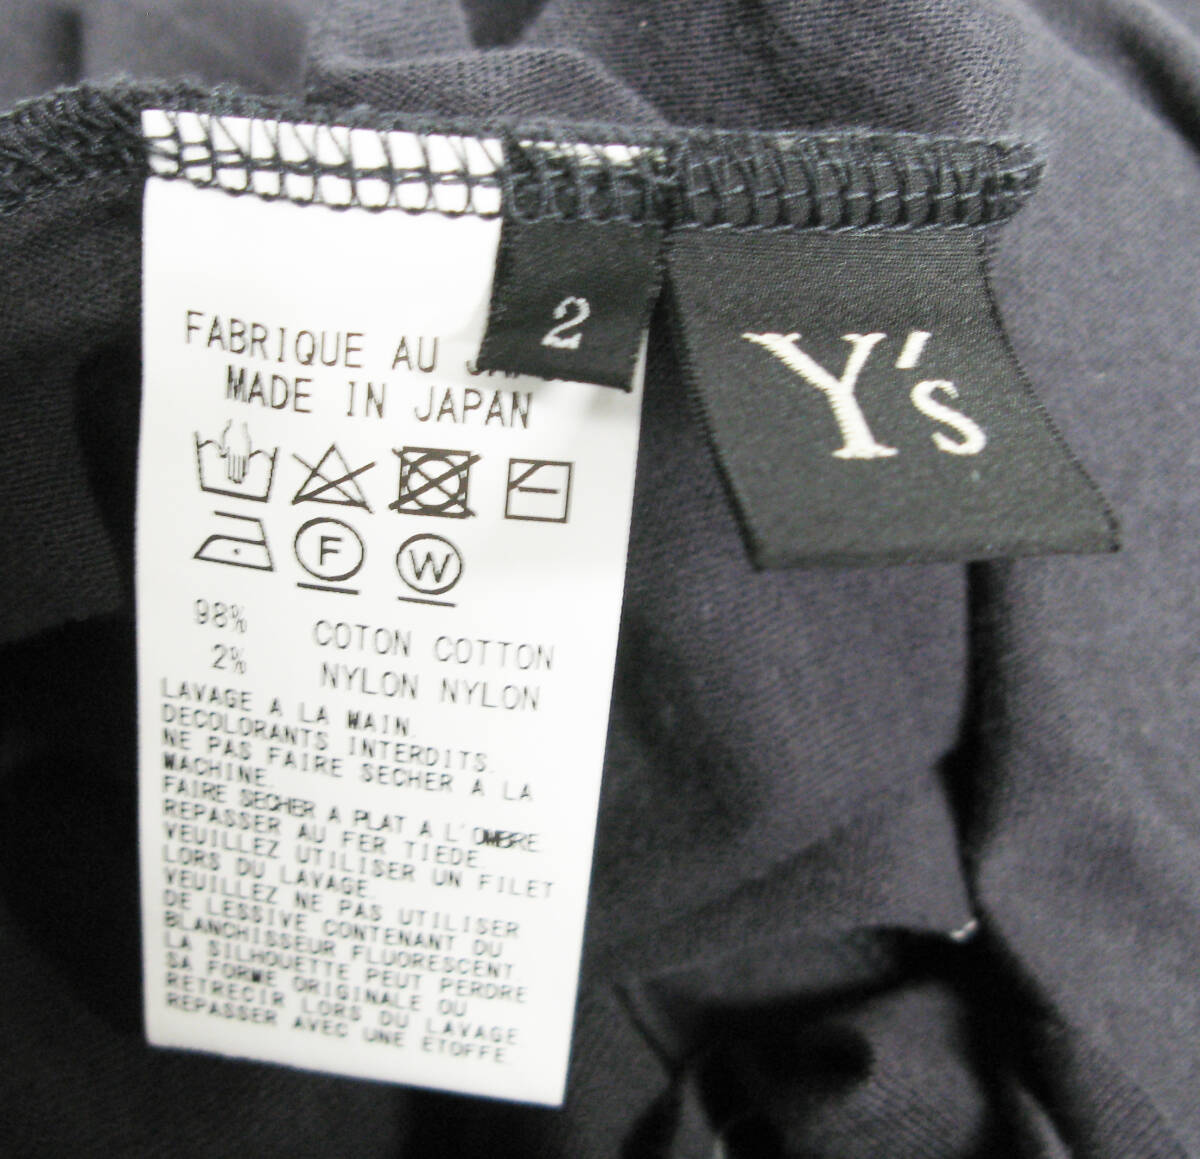 2
Y's
FABRIQUE AU
MADE IN JAPAN
F
W
98% COTON COTTON
2% NYLON NYLON
LAVAGE A LA MAIN.
DECOLORANTS INTERDITS.
NE PAS FAIRE SECHER A LA
MACHINE.
FAIRE SECHER A PLAT A L'OMBRE.
REPASSER AU FER TIEDE.
VEUILLEZ UTILISER UN FILET
LORS DU LAVAGE.
VEUILLEZ NE PAS UTILISER
DE LESSIVE CONTENANT DU
BLANCHISSEUR FLUORESCENT.
LA SILHOUETTE PEUT PERDRE
SA FORME ORIGINALE OU
RETRECIR LORS DU LAVAGE
REPASSER AVEC UNE ETOFFE.